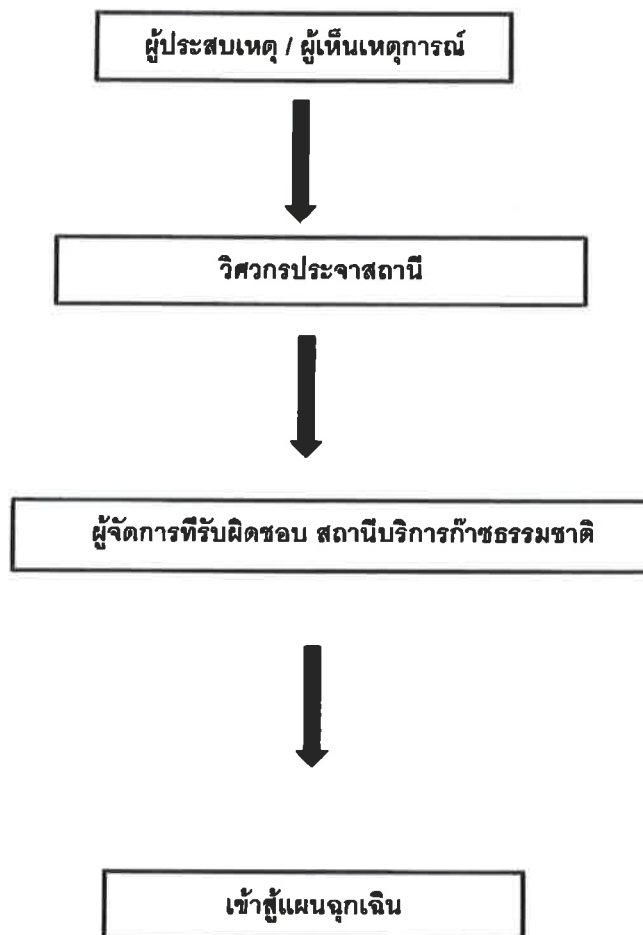 ผู้ประสบเหตุ / ผู้เห็นเหตุการณ์
วิศวกรประจำสถานี
ผู้จัดการที่รับผิดชอบ สถานีบริการก๊าซธรรมชาติ
เข้าสู่แผนฉุกเฉิน